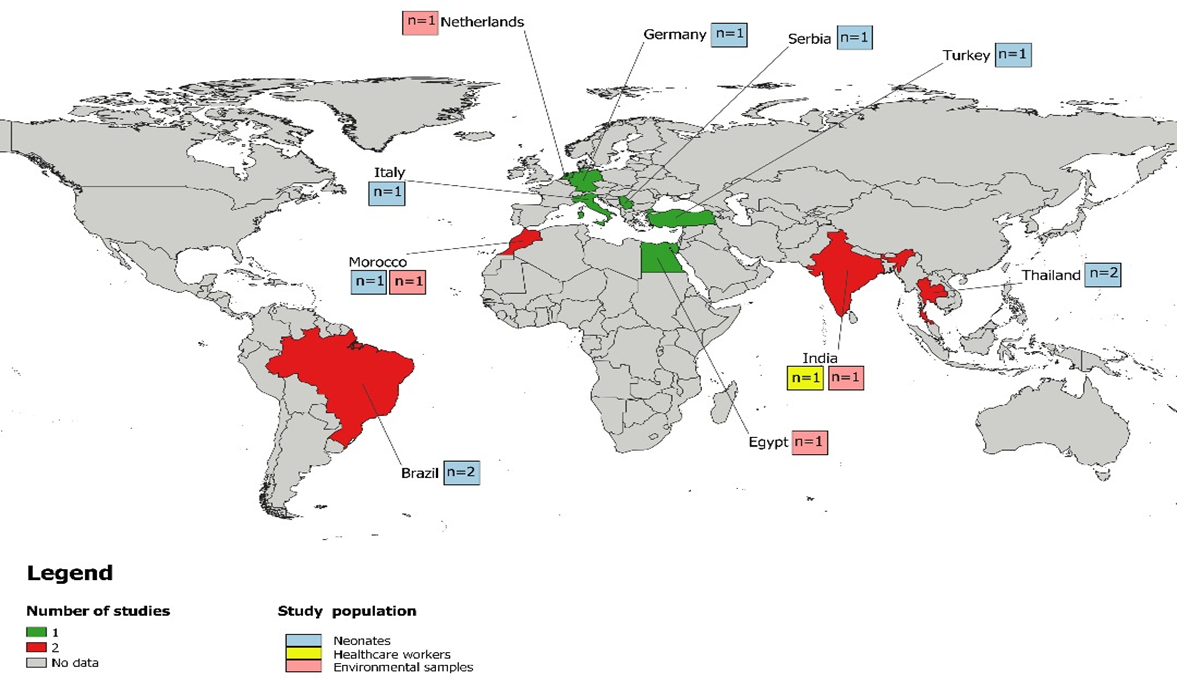 n=1 Netherlands
Germany n=1
Serbia n=1
Turkey n=1
Italy
n=1
Morocco
n=1 n=1
Thailand n=2
India
n=1 n=1
Egypt n=1
Brazil n=2
Legend
Number of studies
1
2
No data
Study population
Neonates
Healthcare workers
Environmental samples